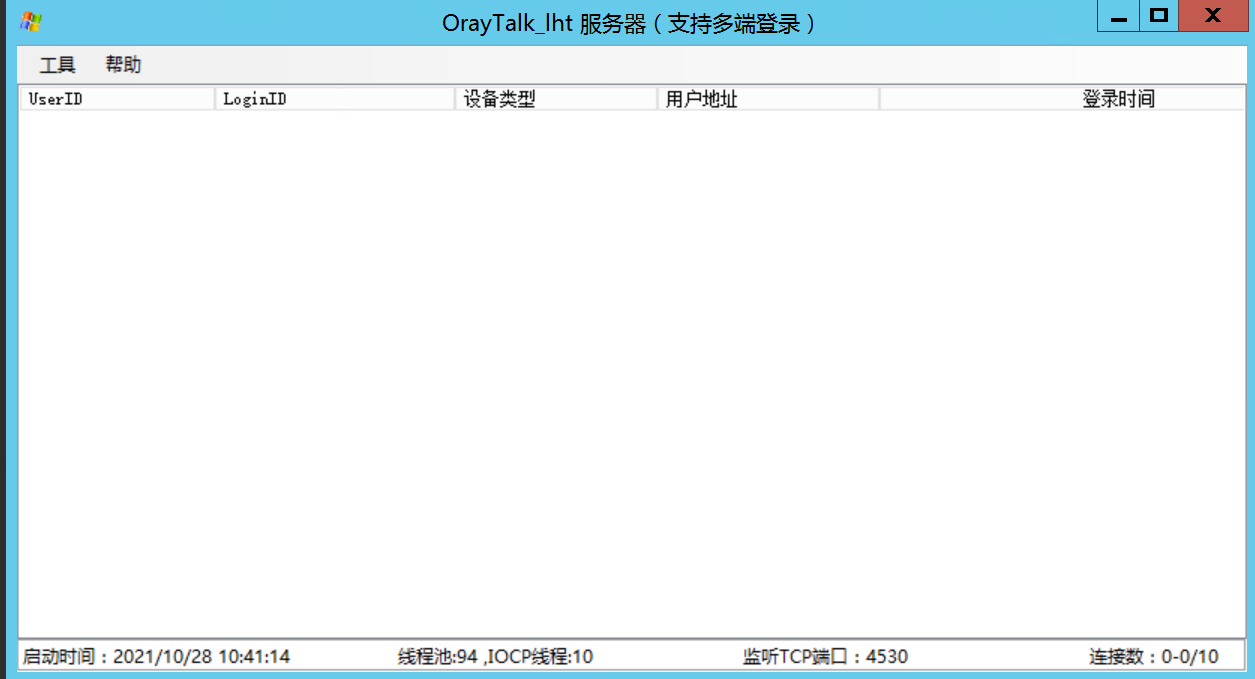 OrayTalk_lht 服务器（支持多端登录）
工具 帮助
UserID LoginID 设备类型 用户地址 登录时间
启动时间：2021/10/28 10:41:14 线程池:94 ,IOCP线程:10 监听TCP端口：4530 连接数：0-0/10